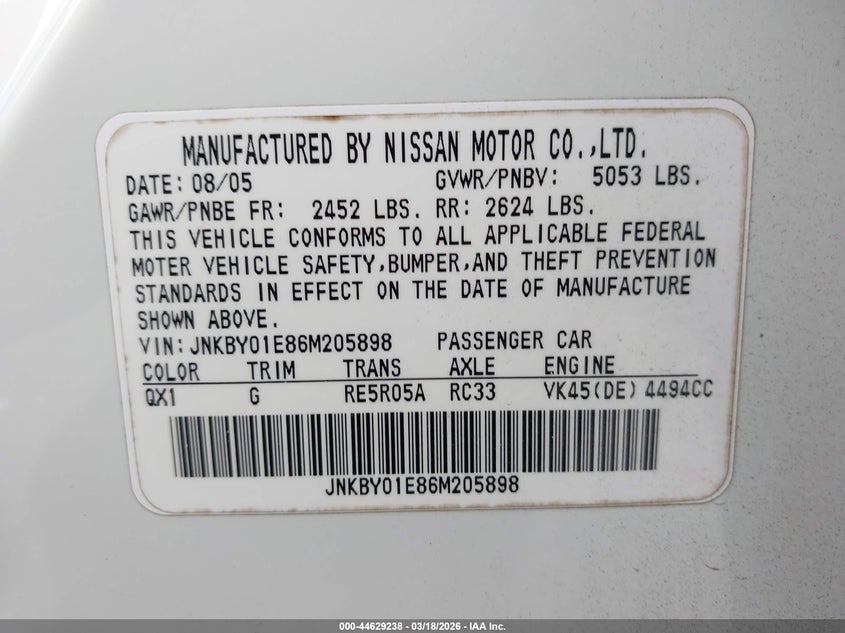 MANUFACTURED BY NISSAN MOTOR CO.,LTD.
DATE: 08/05 GVWR/PNBV: 5053 LBS.
GAWR/PNBE FR: 2452 LBS. RR: 2624 LBS.
THIS VEHICLE CONFORMS TO ALL APPLICABLE FEDERAL
MOTER VEHICLE SAFETY,BUMPER,AND THEFT PREVENTION
STANDARDS IN EFFECT ON THE DATE OF MANUFACTURE
SHOWN ABOVE.
VIN: JNKBY01E86M205898 PASSENGER CAR
COLOR TRIM TRANS AXLE ENGINE
QX1 G RE5R05A RC33 VK45(DE) 4494CC
JNKBY01E86M205898
000-44629238 - 03/18/2026 - IAA Inc.